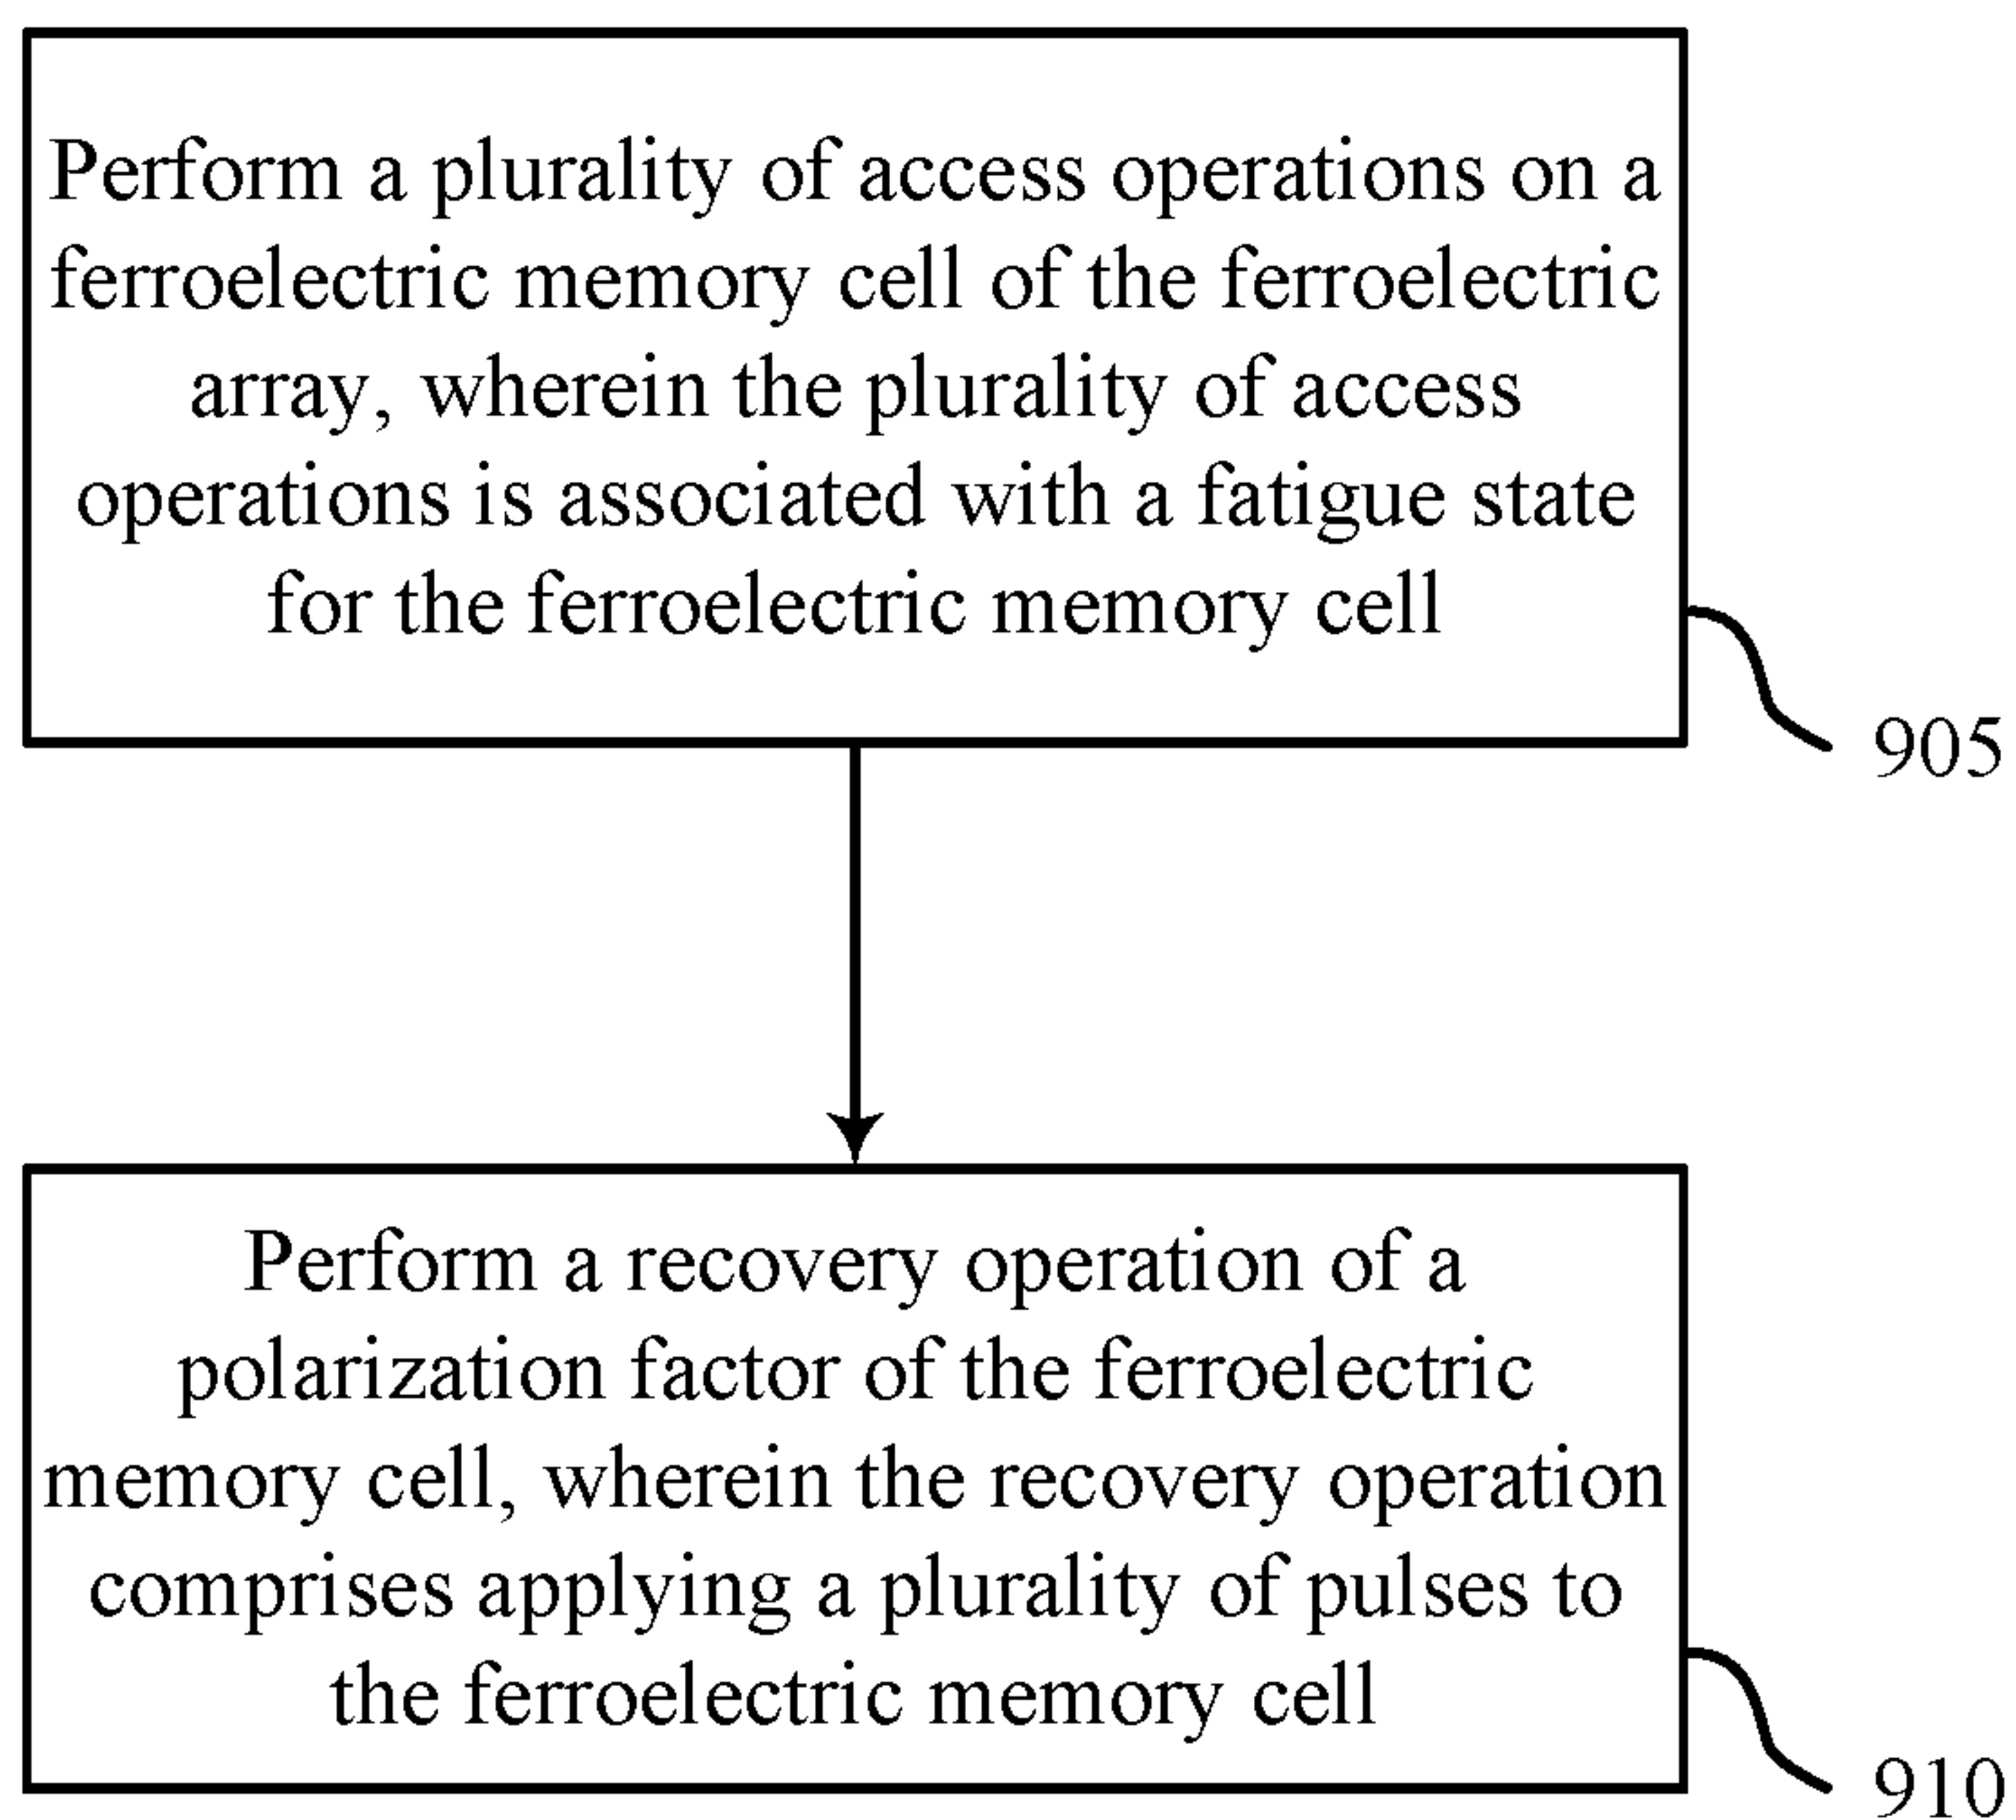 Perform a plurality of access operations on a
ferroelectric memory cell of the ferroelectric
array, wherein the plurality of access
operations is associated with a fatigue state
for the ferroelectric memory cell
905
Perform a recovery operation of a
polarization factor of the ferroelectric
memory cell, wherein the recovery operation
comprises applying a plurality of pulses to
the ferroelectric memory cell
910